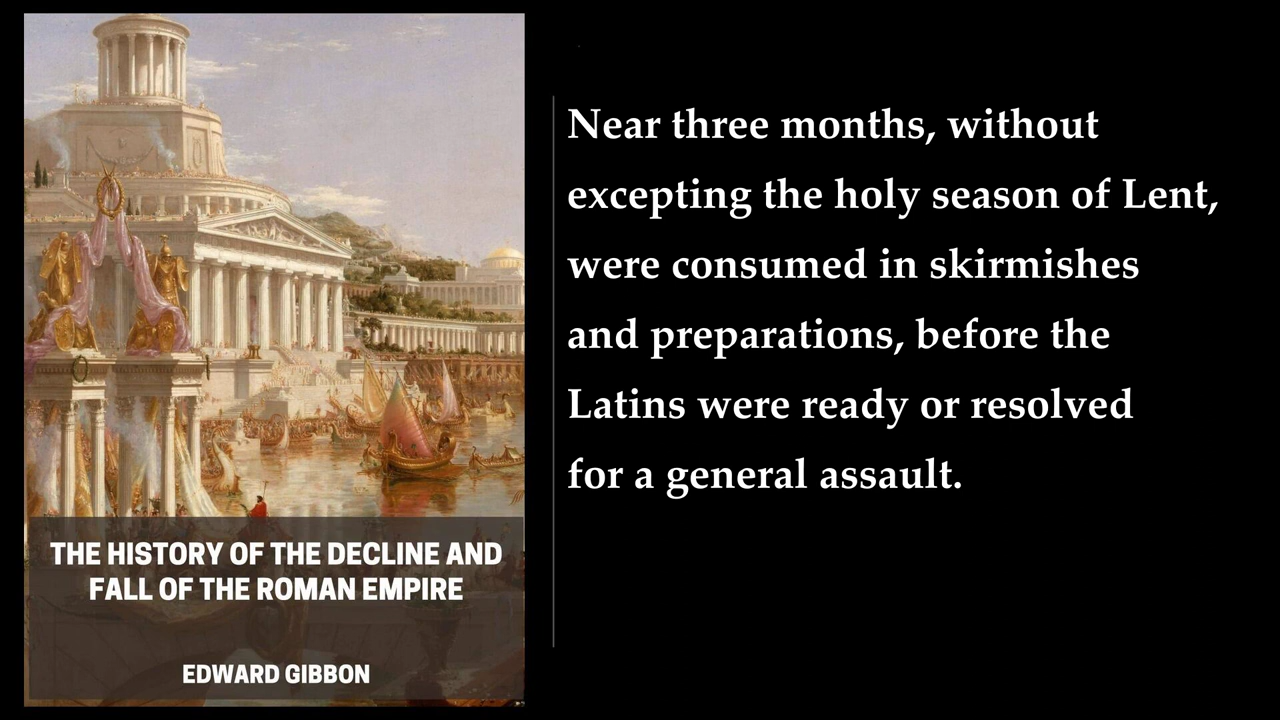 THE HISTORY OF THE DECLINE AND
FALL OF THE ROMAN EMPIRE
EDWARD GIBBON
Near three months, without
excepting the holy season of Lent,
were consumed in skirmishes
and preparations, before the
Latins were ready or resolved
for a general assault.